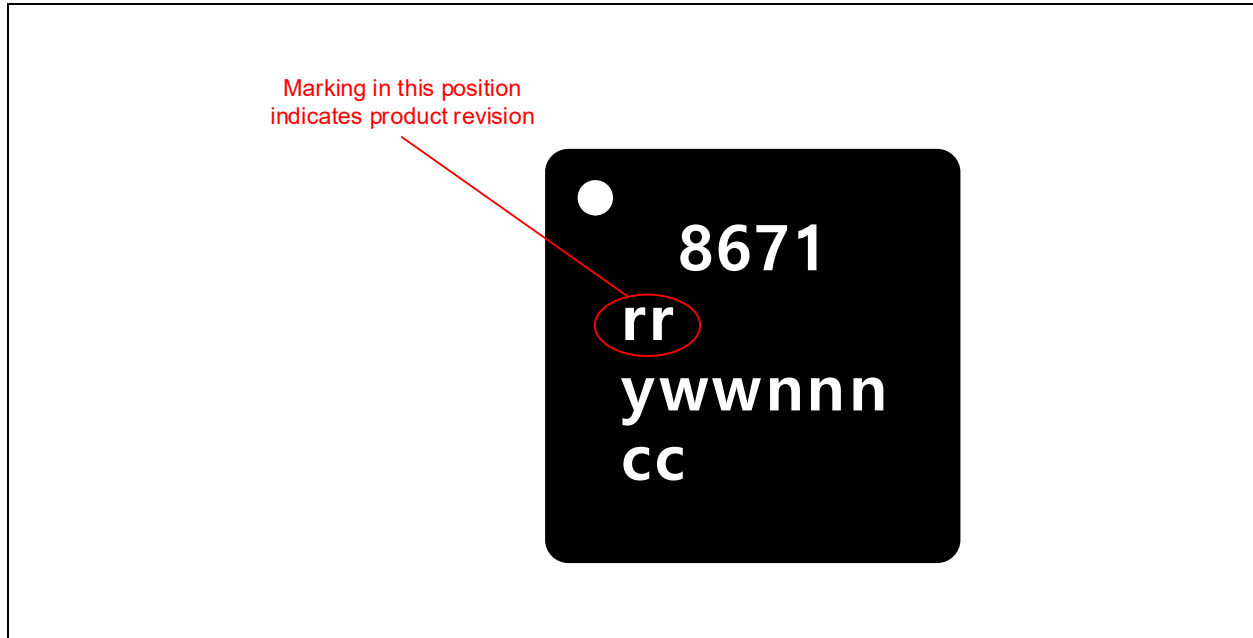 Marking in this position
indicates product revision
8671
rr
ywwnnn
cc